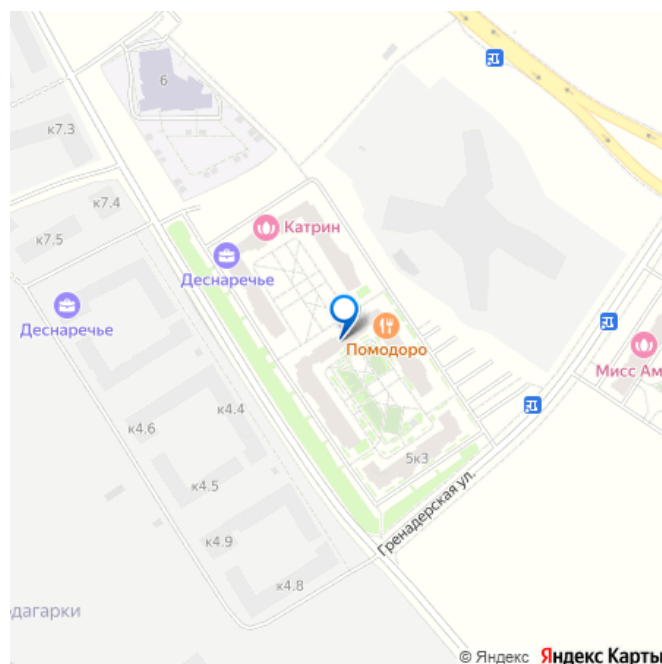 6
к7.3
к7.4
к7.5
Катрин
Деснаречье
Деснаречье
Помодоро
Мисс Ам
к4.4
к4.6
к4.5
5к3
к4.9
к4.8
Гренадерская ул.
дагарки
© Яндекс Яндекс Карты